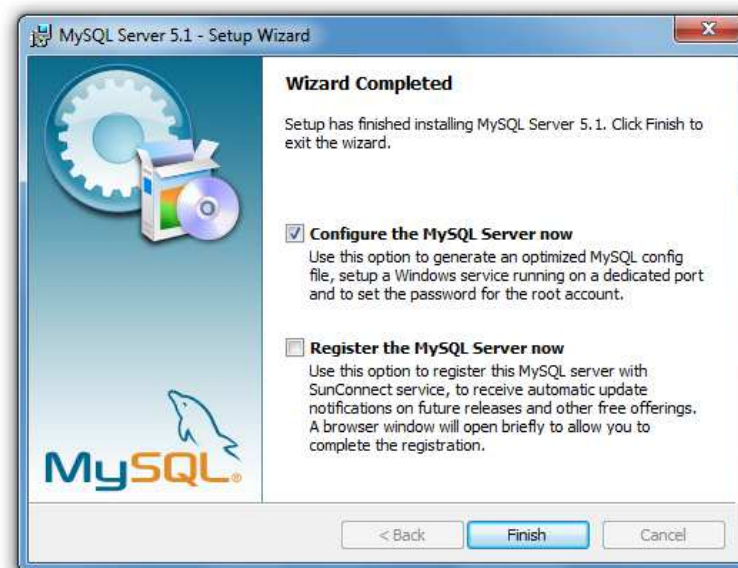 MySQL Server 5.1 - Setup Wizard
Wizard Completed
Setup has finished installing MySQL Server 5.1. Click Finish to
exit the wizard.
Configure the MySQL Server now
Use this option to generate an optimized MySQL config
file, setup a Windows service running on a dedicated port
and to set the password for the root account.
Register the MySQL Server now
Use this option to register this MySQL server with
SunConnect service, to receive automatic update
notifications on future releases and other free offerings.
A browser window will open briefly to allow you to
complete the registration.
MySQL®
< Back
Finish
Cancel